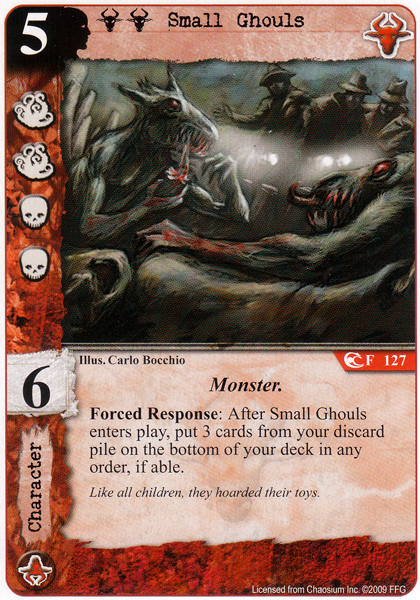 5
Small Ghouls
Illus. Carlo Bocchio
F 127
6
Monster.
Forced Response: After Small Ghouls
enters play, put 3 cards from your discard
pile on the bottom of your deck in any
order, if able.
Like all children, they hoarded their toys.
Character
Licensed from Chaosium Inc. ©2009 FFG